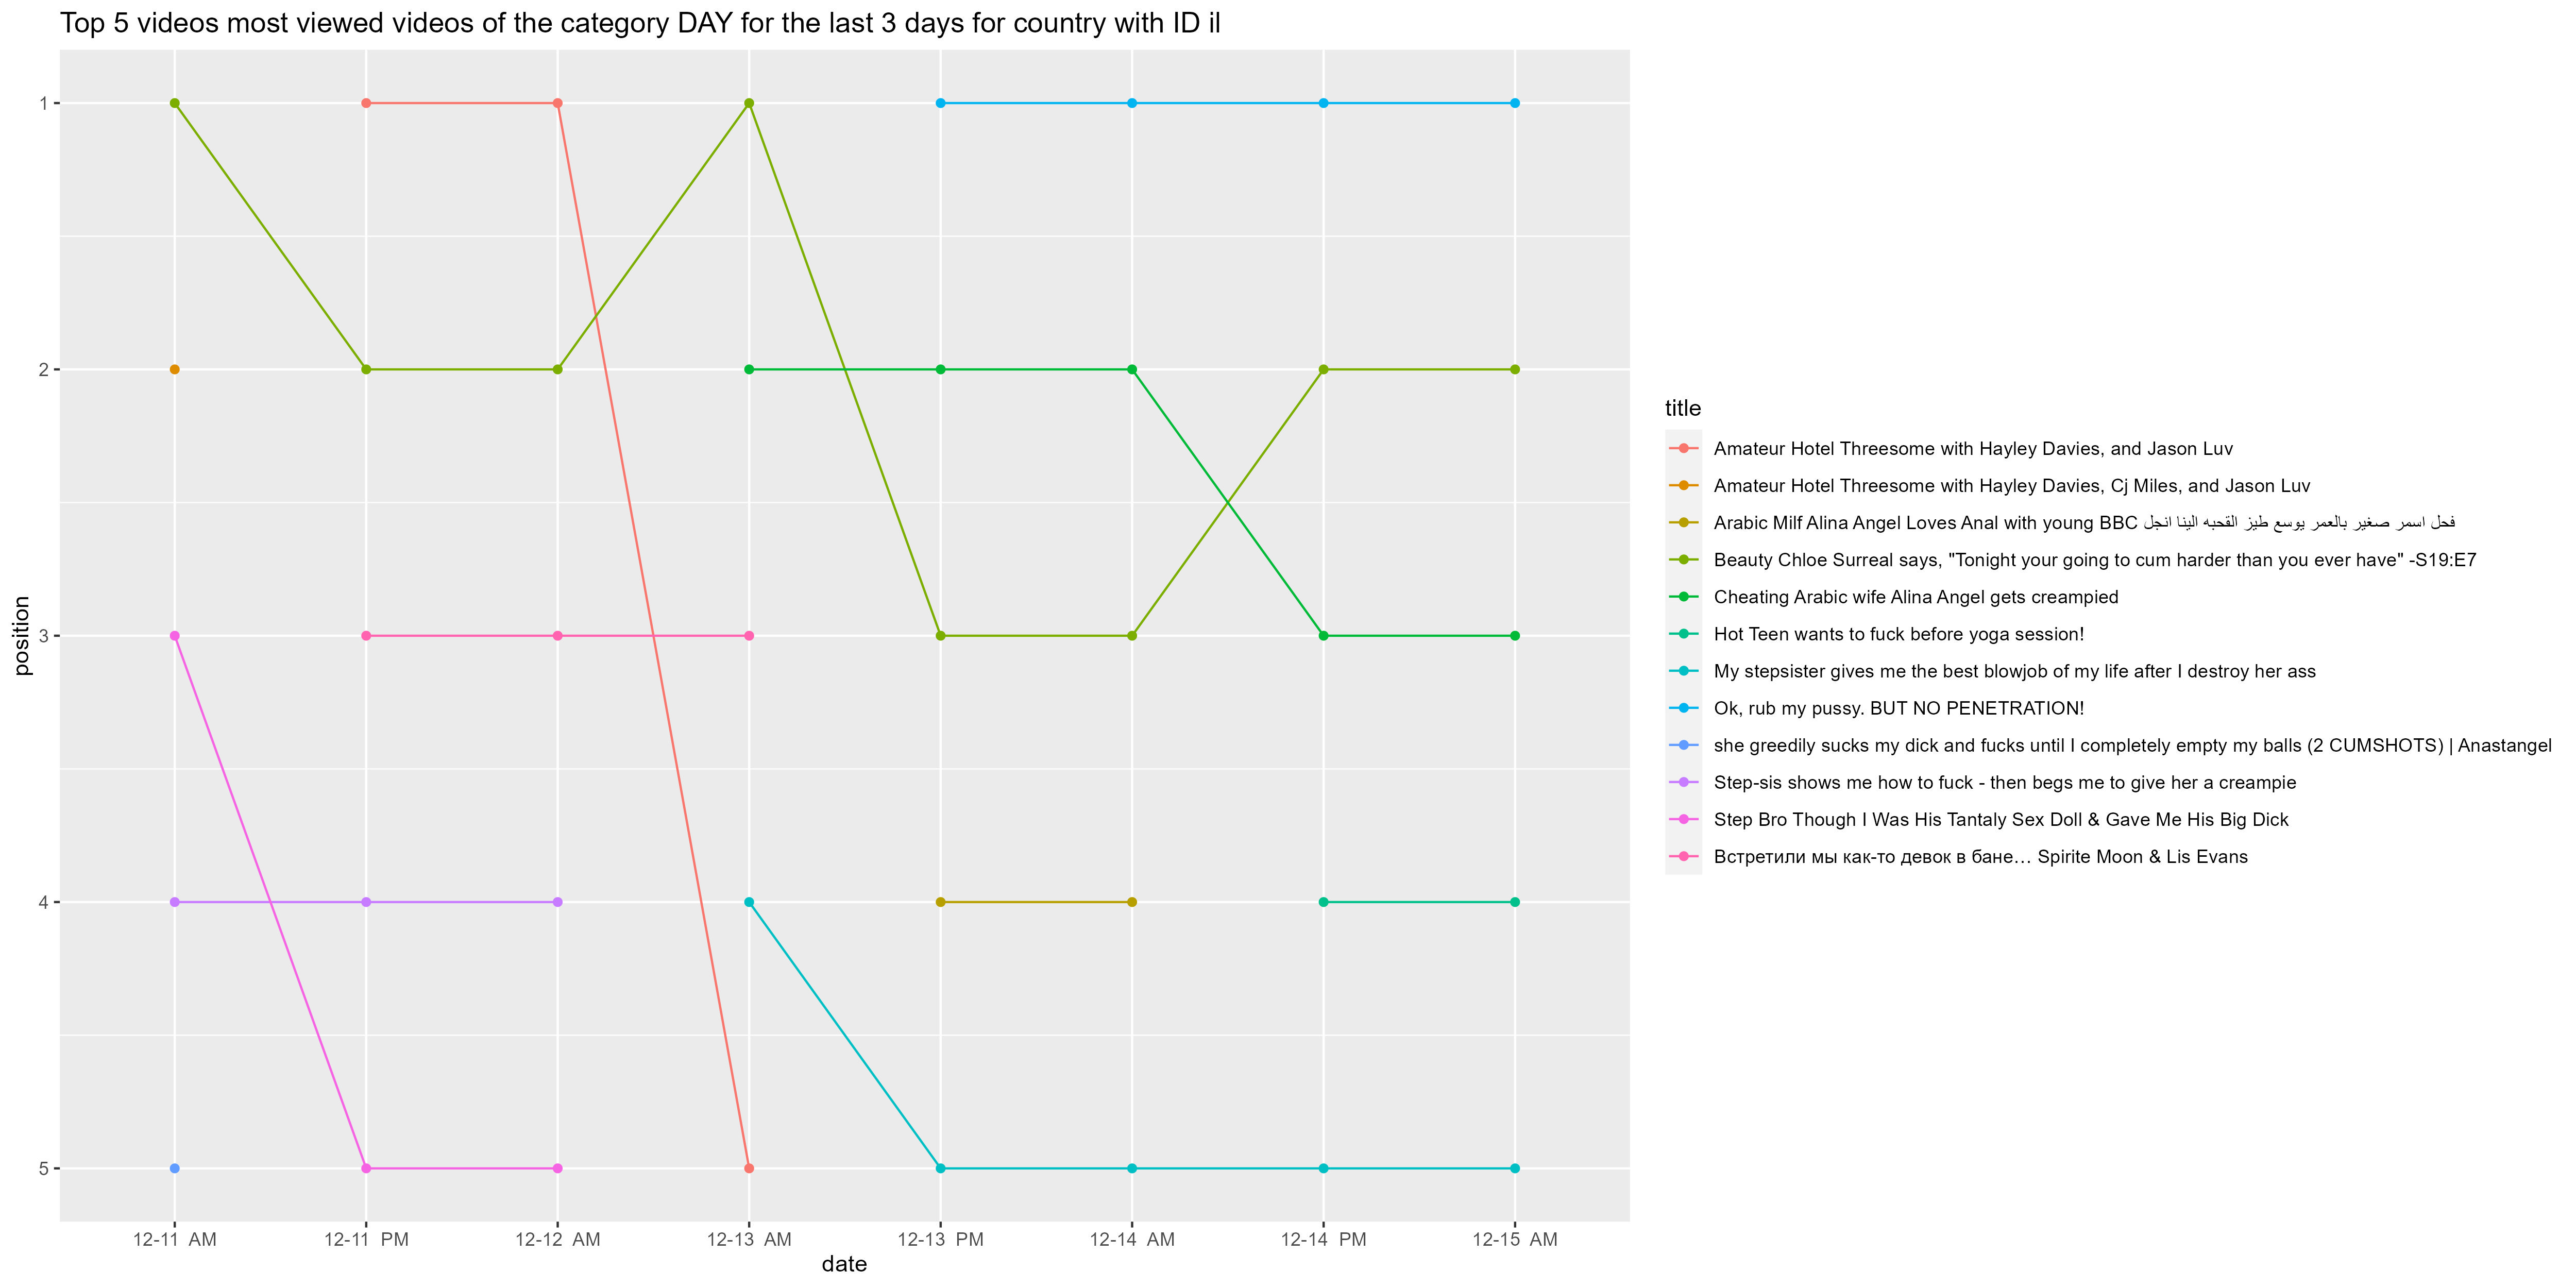 Top 5 videos most viewed videos of the category DAY for the last 3 days for country with ID il
position
1
2
3
4
5
12-11 AM
12-11 PM
12-12 AM
12-13 AM
12-13 PM
12-14 AM
12-14 PM
12-15 AM
date
title
Amateur Hotel Threesome with Hayley Davies, and Jason Luv
Amateur Hotel Threesome with Hayley Davies, Cj Miles, and Jason Luv
Arabic Milf Alina Angel Loves Anal with young BBC فحل اسمر صغير بالعمر يوسع طيز القحبه الينا انجل
Beauty Chloe Surreal says, "Tonight your going to cum harder than you ever have" -S19:E7
Cheating Arabic wife Alina Angel gets creampied
Hot Teen wants to fuck before yoga session!
My stepsister gives me the best blowjob of my life after I destroy her ass
Ok, rub my pussy. BUT NO PENETRATION!
she greedily sucks my dick and fucks until I completely empty my balls (2 CUMSHOTS) | Anastangel
Step-sis shows me how to fuck - then begs me to give her a creampie
Step Bro Though I Was His Tantaly Sex Doll & Gave Me His Big Dick
Встретили мы как-то девок в бане… Spirite Moon & Lis Evans